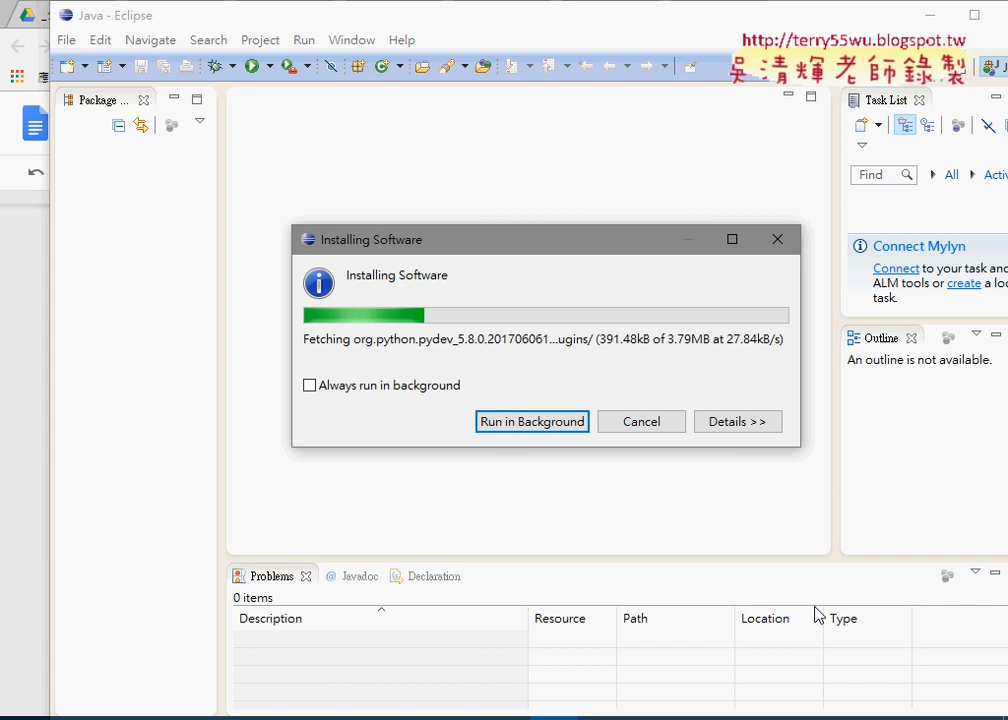 Java - Eclipse
File Edit Navigate Search Project Run Window Help
http://terry55wu.blogspot.tw
吳清輝老師錄製
Package ...
Task List
Find All Activ
Connect Mylyn
Connect to your task and
ALM tools or create a loc
task.
Installing Software
Installing Software
Fetching org.python.pydev_5.8.0.201706061...ugins/ (391.48kB of 3.79MB at 27.84kB/s)
Always run in background
Run in Background Cancel Details >>
Outline
An outline is not available.
Problems @ Javadoc Declaration
0 items
Description Resource Path Location Type